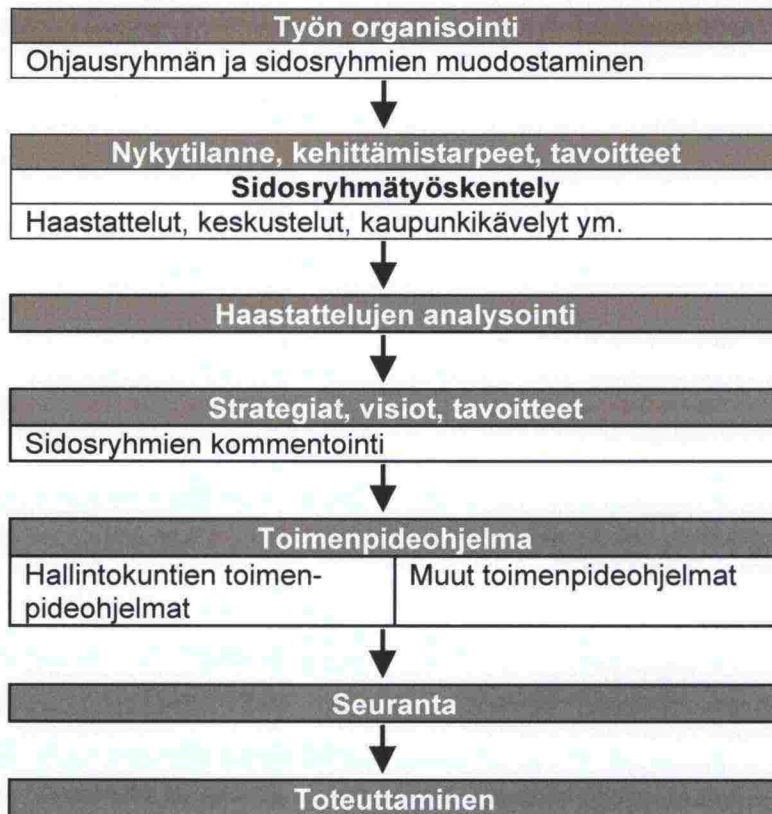 Työn organisointi
Ohjausryhmän ja sidosryhmien muodostaminen
Nykytilanne, kehittämistarpeet, tavoitteet
Sidosryhmätyöskentely
Haastattelut, keskustelut, kaupunkikävelyt ym.
Haastattelujen analysointi
Strategiat, visiot, tavoitteet
Sidosryhmien kommentointi
Toimenpideohjelma
Hallintokuntien toimen-
pideohjelmat
Muut toimenpideohjelmat
Seuranta
Toteuttaminen